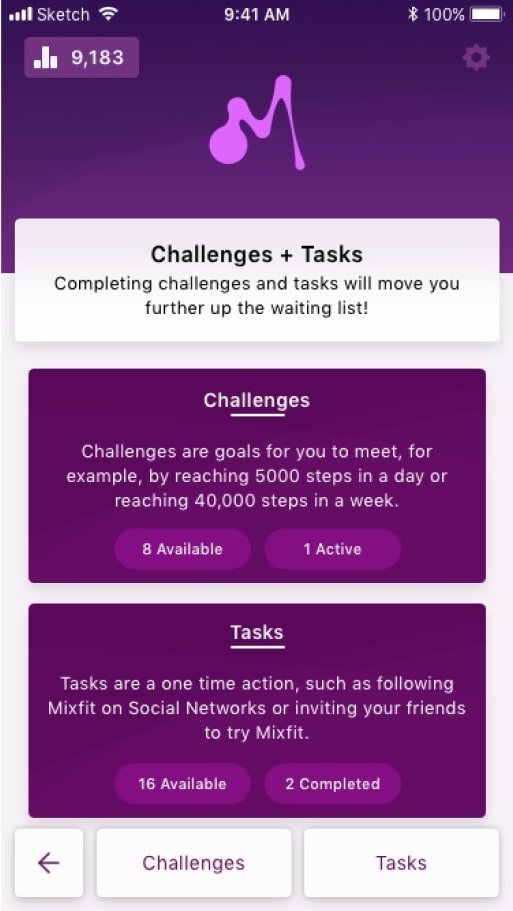 Sketch 9:41 AM 100%
9,183
Challenges + Tasks
Completing challenges and tasks will move you
further up the waiting list!
Challenges
Challenges are goals for you to meet, for
example, by reaching 5000 steps in a day or
reaching 40,000 steps in a week.
8 Available 1 Active
Tasks
Tasks are a one time action, such as following
Mixfit on Social Networks or inviting your friends
to try Mixfit.
16 Available 2 Completed
Challenges Tasks